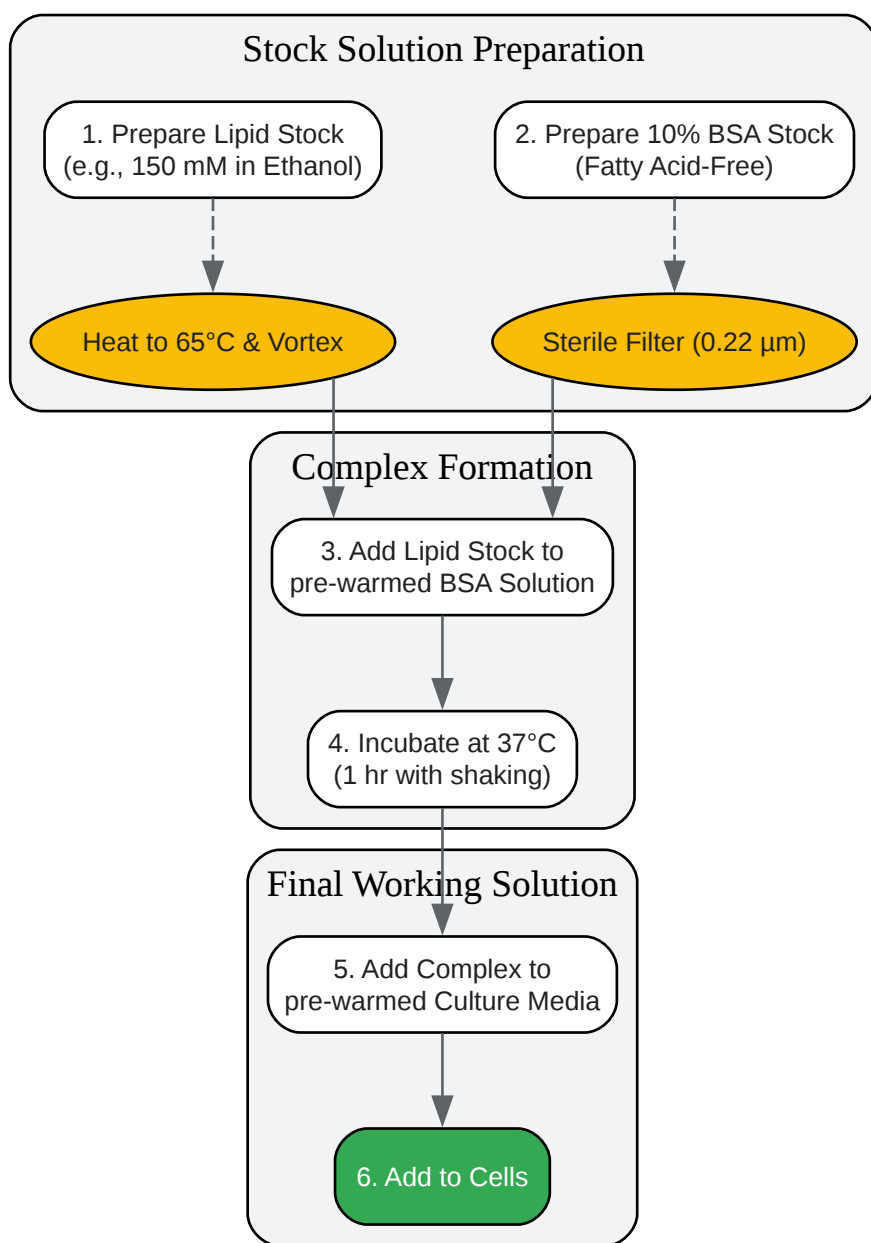 Stock Solution Preparation
1. Prepare Lipid Stock
(e.g., 150 mM in Ethanol)
2. Prepare 10% BSA Stock
(Fatty Acid-Free)
Heat to 65°C & Vortex
Sterile Filter (0.22 µm)
Complex Formation
3. Add Lipid Stock to
pre-warmed BSA Solution
4. Incubate at 37°C
(1 hr with shaking)
Final Working Solution
5. Add Complex to
pre-warmed Culture Media
6. Add to Cells